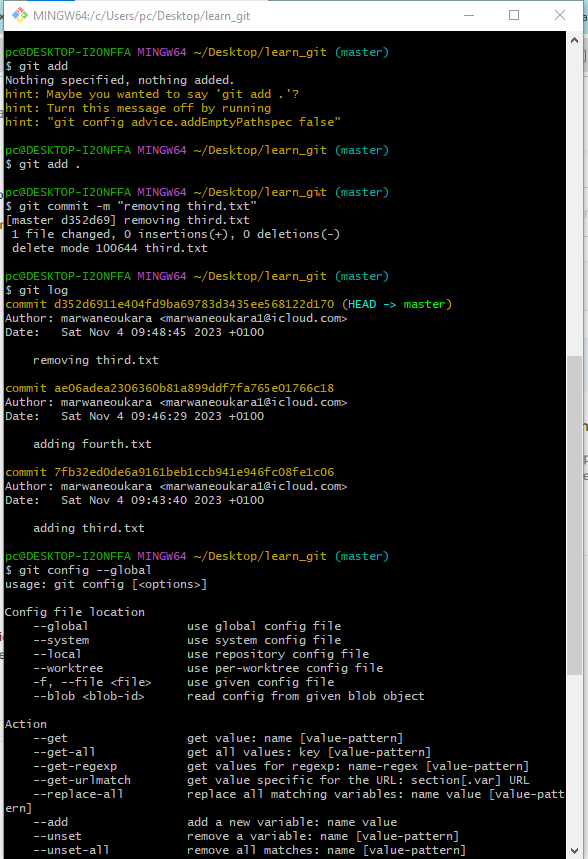 MINGW64:/c/Users/pc/Desktop/learn_git
pc@DESKTOP-I2ONFFA MINGW64 ~/Desktop/learn_git (master)
$ git add
Nothing specified, nothing added.
hint: Maybe you wanted to say 'git add .'?
hint: Turn this message off by running
hint: "git config advice.addEmptyPathspec false"
pc@DESKTOP-I2ONFFA MINGW64 ~/Desktop/learn_git (master)
$ git add .
pc@DESKTOP-I2ONFFA MINGW64 ~/Desktop/learn_git (master)
$ git commit -m "removing third.txt"
[master d352d69] removing third.txt
 1 file changed, 0 insertions(+), 0 deletions(-)
 delete mode 100644 third.txt
pc@DESKTOP-I2ONFFA MINGW64 ~/Desktop/learn_git (master)
$ git log
commit d352d6911e404fd9ba69783d3435ee568122d170 (HEAD -> master)
Author: marwaneoukara <marwaneoukara1@icloud.com>
Date:   Sat Nov 4 09:48:45 2023 +0100
    removing third.txt
commit ae06adea2306360b81a899ddf7fa765e01766c18
Author: marwaneoukara <marwaneoukara1@icloud.com>
Date:   Sat Nov 4 09:46:29 2023 +0100
    adding fourth.txt
commit 7fb32ed0de6a9161beb1ccb941e946fc08fe1c06
Author: marwaneoukara <marwaneoukara1@icloud.com>
Date:   Sat Nov 4 09:43:40 2023 +0100
    adding third.txt
pc@DESKTOP-I2ONFFA MINGW64 ~/Desktop/learn_git (master)
$ git config --global
usage: git config [<options>]
Config file location
    --global              use global config file
    --system              use system config file
    --local               use repository config file
    --worktree            use per-worktree config file
    -f, --file <file>     use given config file
    --blob <blob-id>      read config from given blob object
Action
    --get                 get value: name [value-pattern]
    --get-all             get all values: key [value-pattern]
    --get-regexp          get values for regexp: name-regex [value-pattern]
    --get-urlmatch        get value specific for the URL: section[.var] URL
    --replace-all         replace all matching variables: name value [value-patt
ern]
    --add                 add a new variable: name value
    --unset               remove a variable: name [value-pattern]
    --unset-all           remove all matches: name [value-pattern]